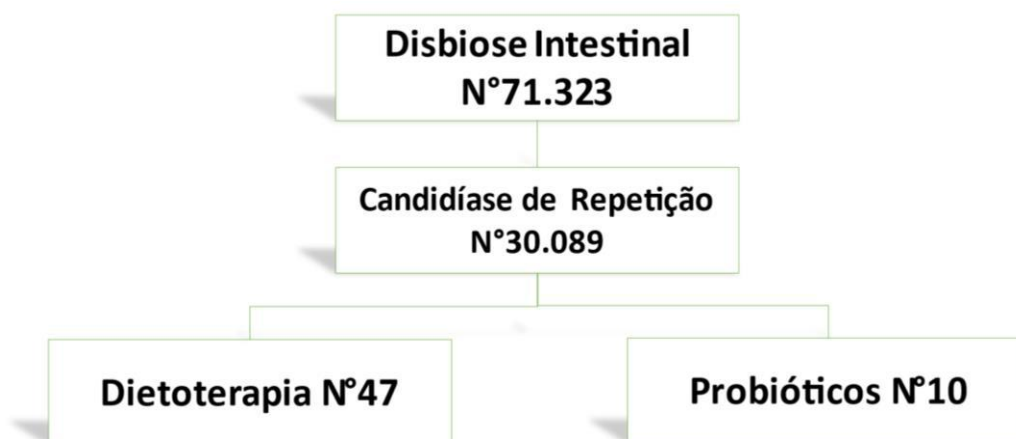 Disbiose Intestinal
N°71.323
Candidíase de Repetição
N°30.089
Dietoterapia N°47
Probióticos N°10